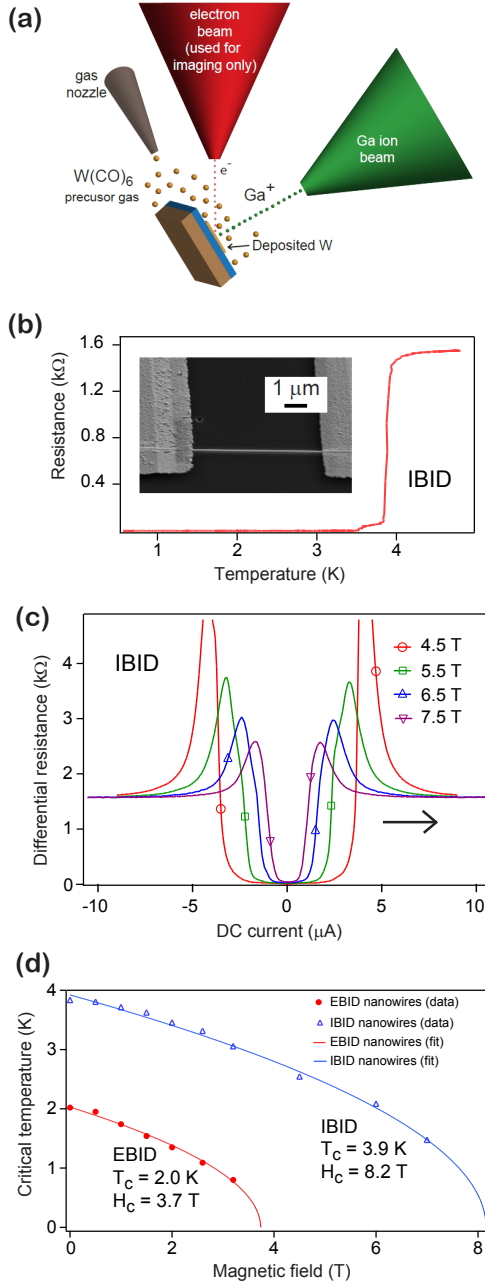 (a)
electron
beam
(used for
imaging only)
gas
nozzle
Ga ion
beam
e⁻
W(CO)₆
precusor gas
Ga⁺
Deposited W
(b)
1.6
1.2
0.8
0.4
Resistance (kΩ)
1 μm
IBID
1 2 3 4
Temperature (K)
(c)
IBID
4.5 T
5.5 T
6.5 T
7.5 T
4
3
2
1
0
Differential resistance (kΩ)
-10 -5 0 5 10
DC current (μA)
(d)
4
3
2
1
0
Critical temperature (K)
EBID nanowires (data)
IBID nanowires (data)
EBID nanowires (fit)
IBID nanowires (fit)
EBID
T_c = 2.0 K
H_c = 3.7 T
IBID
T_c = 3.9 K
H_c = 8.2 T
0 2 4 6 8
Magnetic field (T)